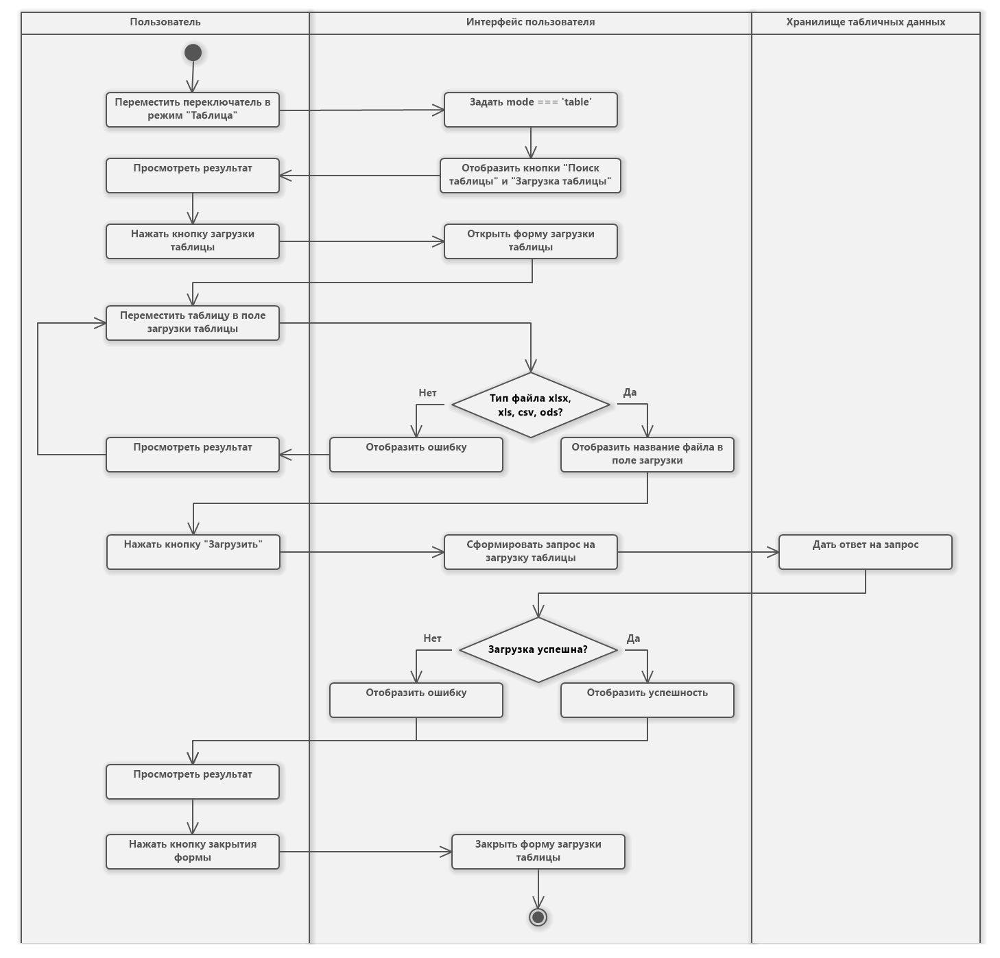 Пользователь
Интерфейс пользователя
Хранилище табличных данных
Переместить переключатель в
режим "Таблица"
Задать mode === 'table'
Просмотреть результат
Отобразить кнопки "Поиск
таблицы" и "Загрузка таблицы"
Нажать кнопку загрузки
таблицы
Открыть форму загрузки
таблицы
Переместить таблицу в поле
загрузки таблицы
Нет
Да
Тип файла xlsx,
xls, csv, ods?
Просмотреть результат
Отобразить ошибку
Отобразить название файла в
поле загрузки
Нажать кнопку "Загрузить"
Сформировать запрос на
загрузку таблицы
Дать ответ на запрос
Нет
Да
Загрузка успешна?
Отобразить ошибку
Отобразить успешность
Просмотреть результат
Нажать кнопку закрытия
формы
Закрыть форму загрузки
таблицы